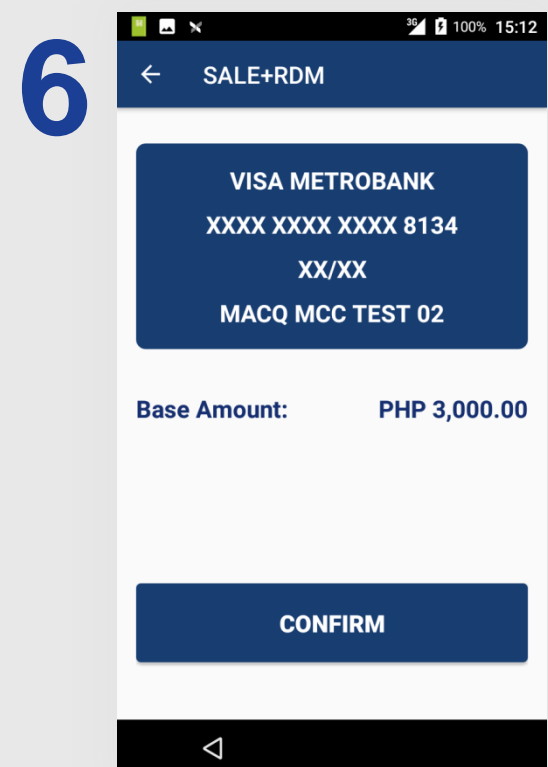 6
3G 100% 15:12
SALE+RDM
VISA METROBANK
XXXX XXXX XXXX 8134
XX/XX
MACQ MCC TEST 02
Base Amount: PHP 3,000.00
CONFIRM